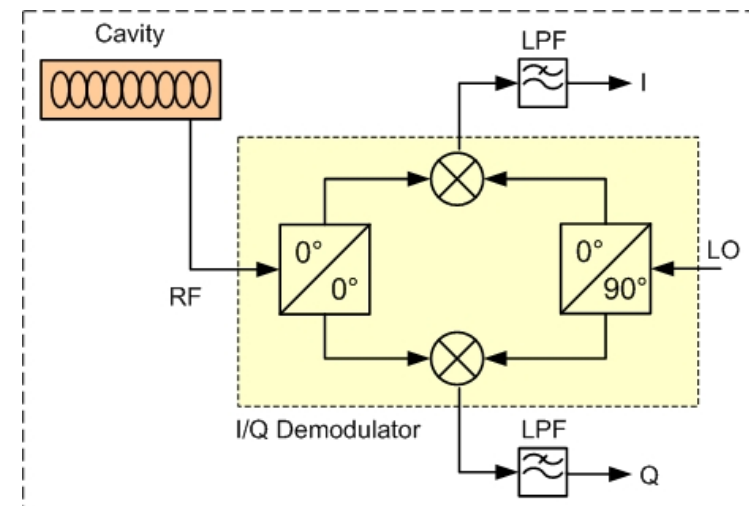 Cavity
LPF
I
0°
0°
0°
90°
LO
RF
I/Q Demodulator
LPF
Q